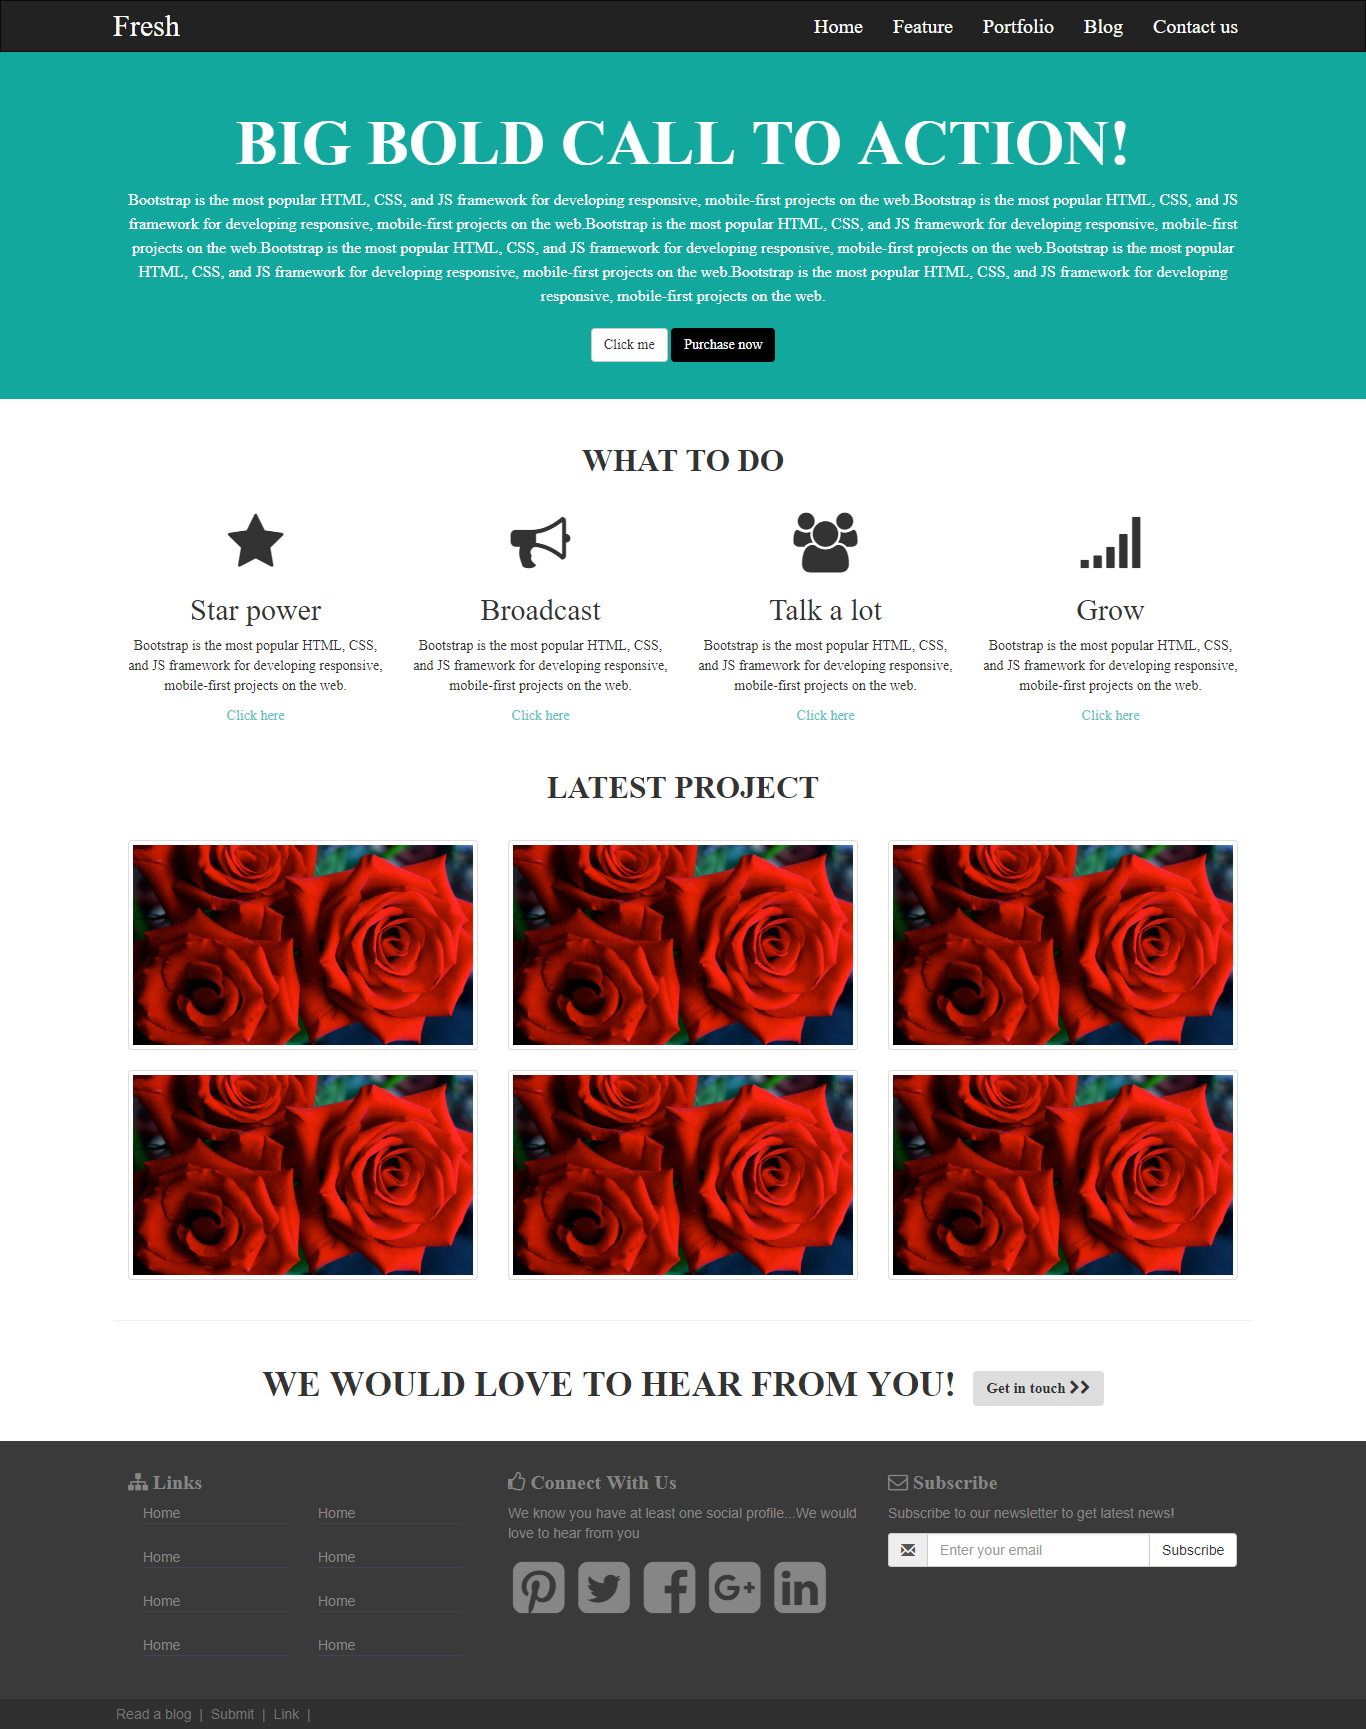 Fresh
Home Feature Portfolio Blog Contact us
BIG BOLD CALL TO ACTION!
Bootstrap is the most popular HTML, CSS, and JS framework for developing responsive, mobile-first projects on the web.Bootstrap is the most popular HTML, CSS, and JS
framework for developing responsive, mobile-first projects on the web.Bootstrap is the most popular HTML, CSS, and JS framework for developing responsive, mobile-first
projects on the web.Bootstrap is the most popular HTML, CSS, and JS framework for developing responsive, mobile-first projects on the web.Bootstrap is the most popular
HTML, CSS, and JS framework for developing responsive, mobile-first projects on the web.Bootstrap is the most popular HTML, CSS, and JS framework for developing
responsive, mobile-first projects on the web.
Click me Purchase now
WHAT TO DO
Star power
Bootstrap is the most popular HTML, CSS,
and JS framework for developing responsive,
mobile-first projects on the web.
Click here
Broadcast
Bootstrap is the most popular HTML, CSS,
and JS framework for developing responsive,
mobile-first projects on the web.
Click here
Talk a lot
Bootstrap is the most popular HTML, CSS,
and JS framework for developing responsive,
mobile-first projects on the web.
Click here
Grow
Bootstrap is the most popular HTML, CSS,
and JS framework for developing responsive,
mobile-first projects on the web.
Click here
LATEST PROJECT
WE WOULD LOVE TO HEAR FROM YOU! Get in touch
Links
Home Home
Home Home
Home Home
Home Home
Connect With Us
We know you have at least one social profile...We would
love to hear from you
Subscribe
Subscribe to our newsletter to get latest news!
Enter your email Subscribe
Read a blog | Submit | Link |